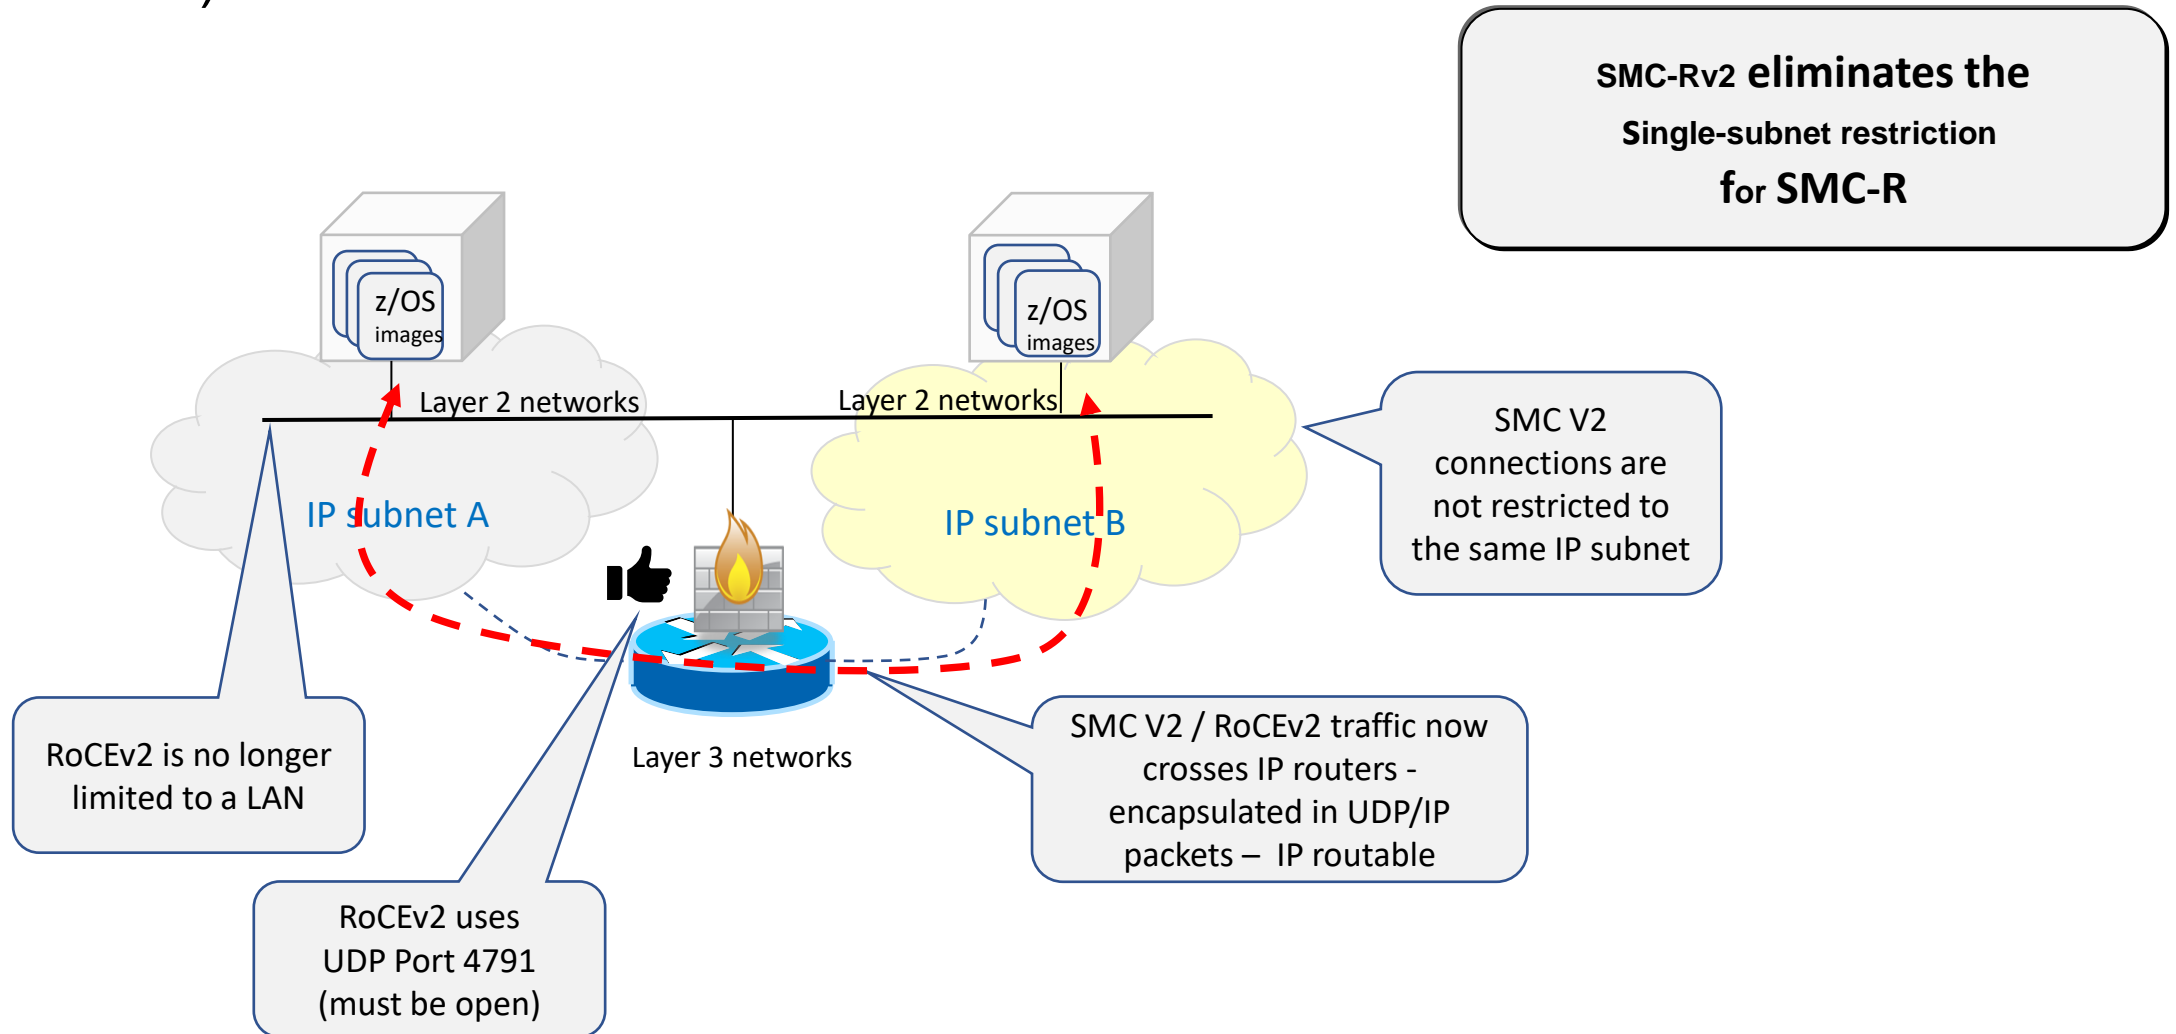 SMC-Rv2 eliminates the
Single-subnet restriction
for SMC-R
z/OS
images
z/OS
images
Layer 2 networks
Layer 2 networks
SMC V2
connections are
not restricted to
the same IP subnet
IP subnet A
IP subnet B
RoCEv2 is no longer
limited to a LAN
Layer 3 networks
SMC V2 / RoCEv2 traffic now
crosses IP routers -
encapsulated in UDP/IP
packets – IP routable
RoCEv2 uses
UDP Port 4791
(must be open)